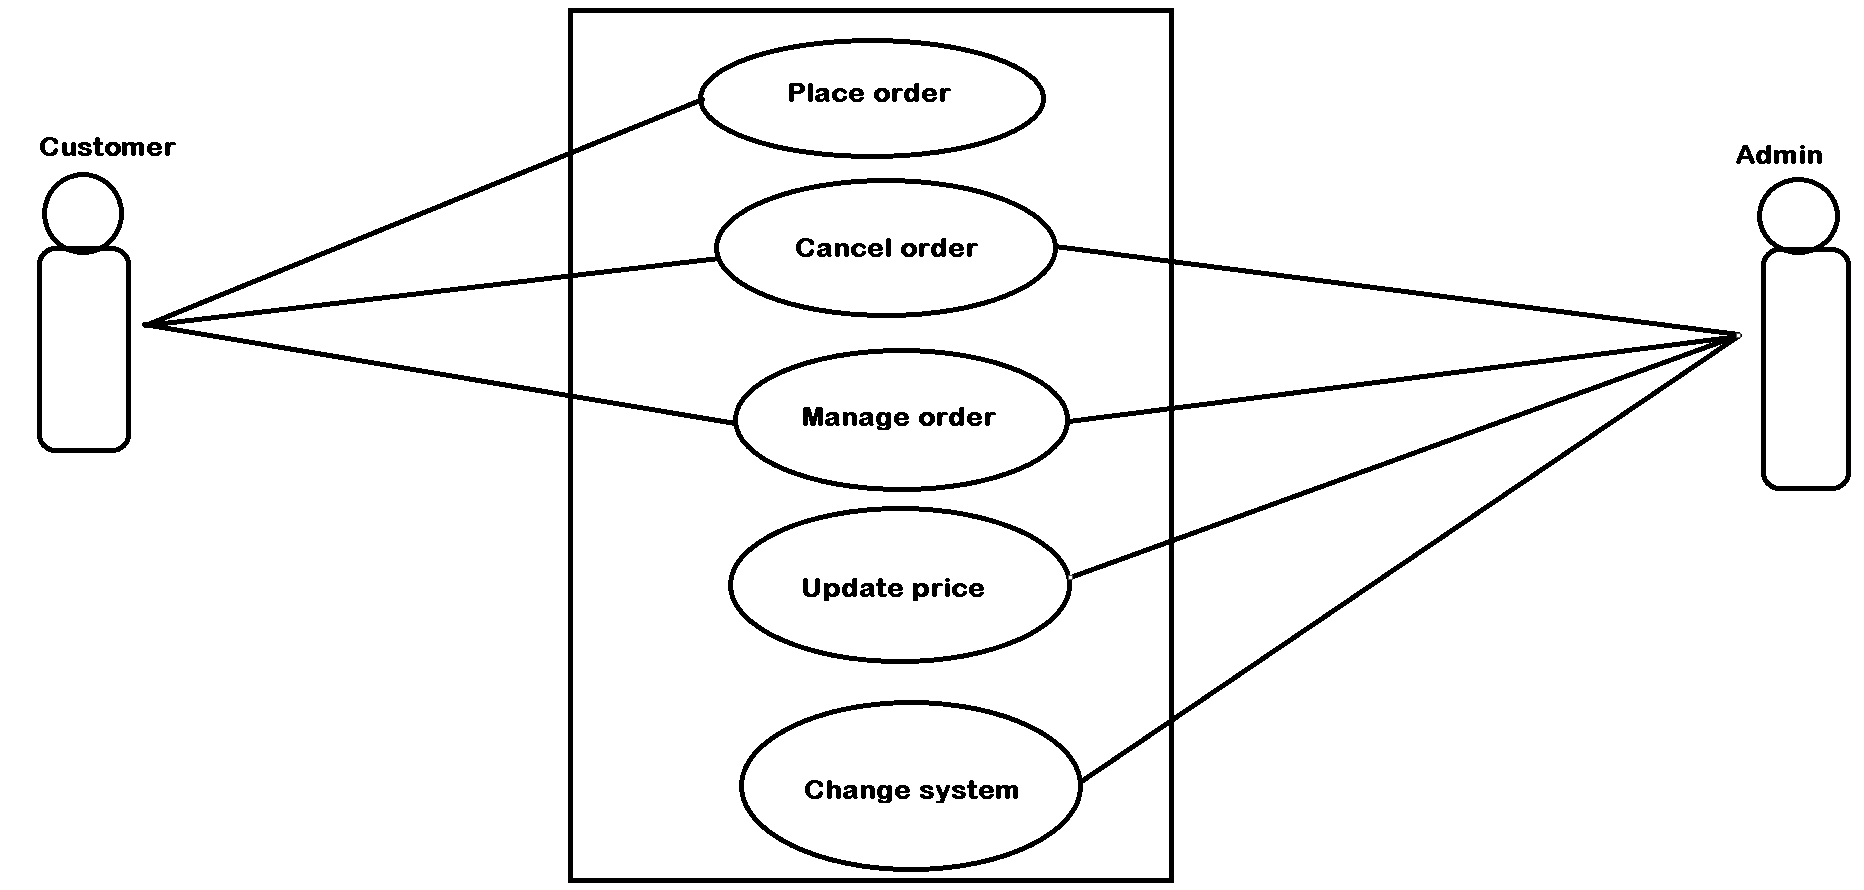 Place order
Customer
Admin
Cancel order
Manage order
Update price
Change system